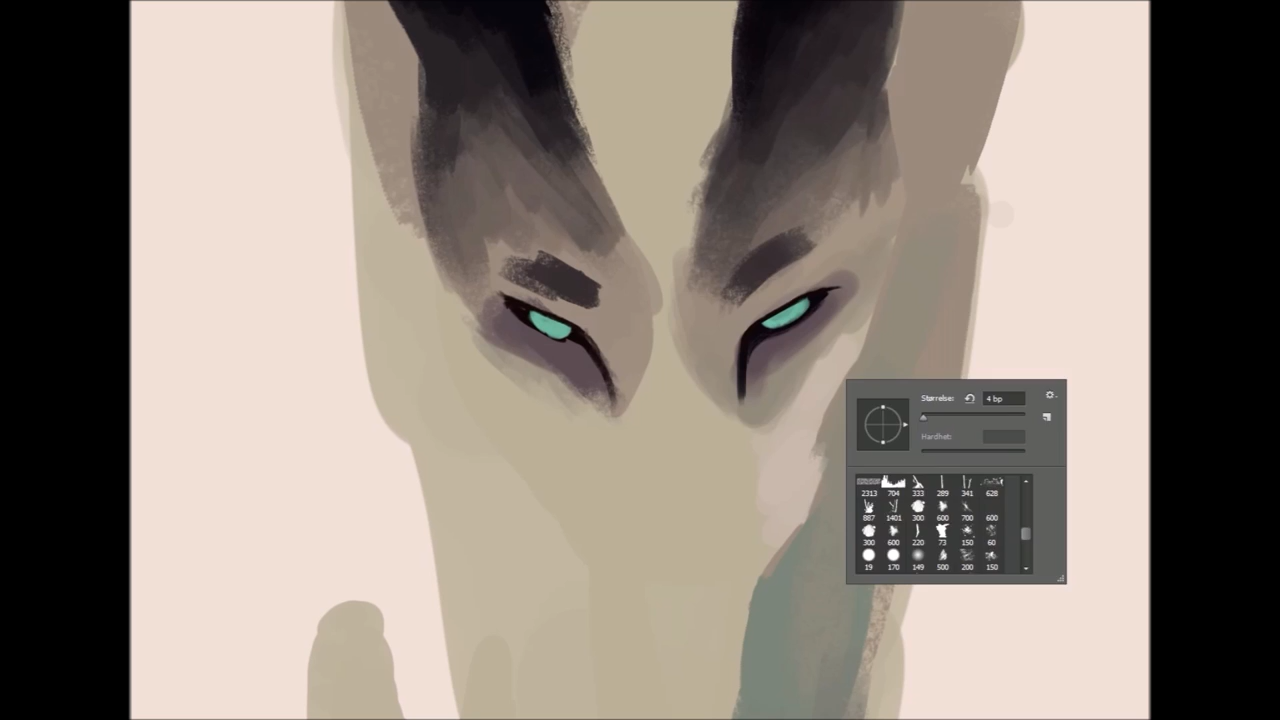 Størrelse: 4 bp
Hardhet:
2313 704 333 289 341 628
887 1401 300 600 700 600
300 600 220 73 150 60
19 170 149 500 200 150